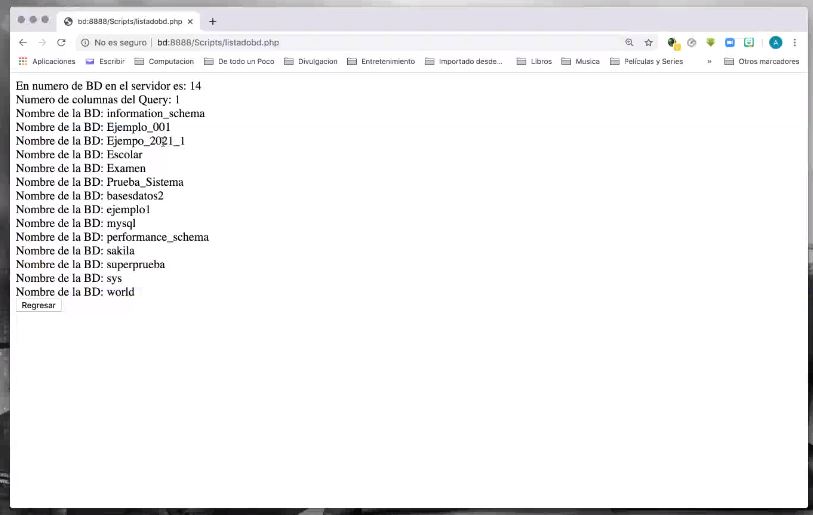 bd:8888/Scripts/listadobd.php
No es seguro | bd:8888/Scripts/listadobd.php
Aplicaciones Escribir Computacion De todo un Poco Divulgacion Entretenimiento Importado desde... Libros Musica Películas y Series » Otros marcadores
En numero de BD en el servidor es: 14
Numero de columnas del Query: 1
Nombre de la BD: information_schema
Nombre de la BD: Ejemplo_001
Nombre de la BD: Ejempo_2021_1
Nombre de la BD: Escolar
Nombre de la BD: Examen
Nombre de la BD: Prueba_Sistema
Nombre de la BD: basesdatos2
Nombre de la BD: ejemplo1
Nombre de la BD: mysql
Nombre de la BD: performance_schema
Nombre de la BD: sakila
Nombre de la BD: superprueba
Nombre de la BD: sys
Nombre de la BD: world
Regresar